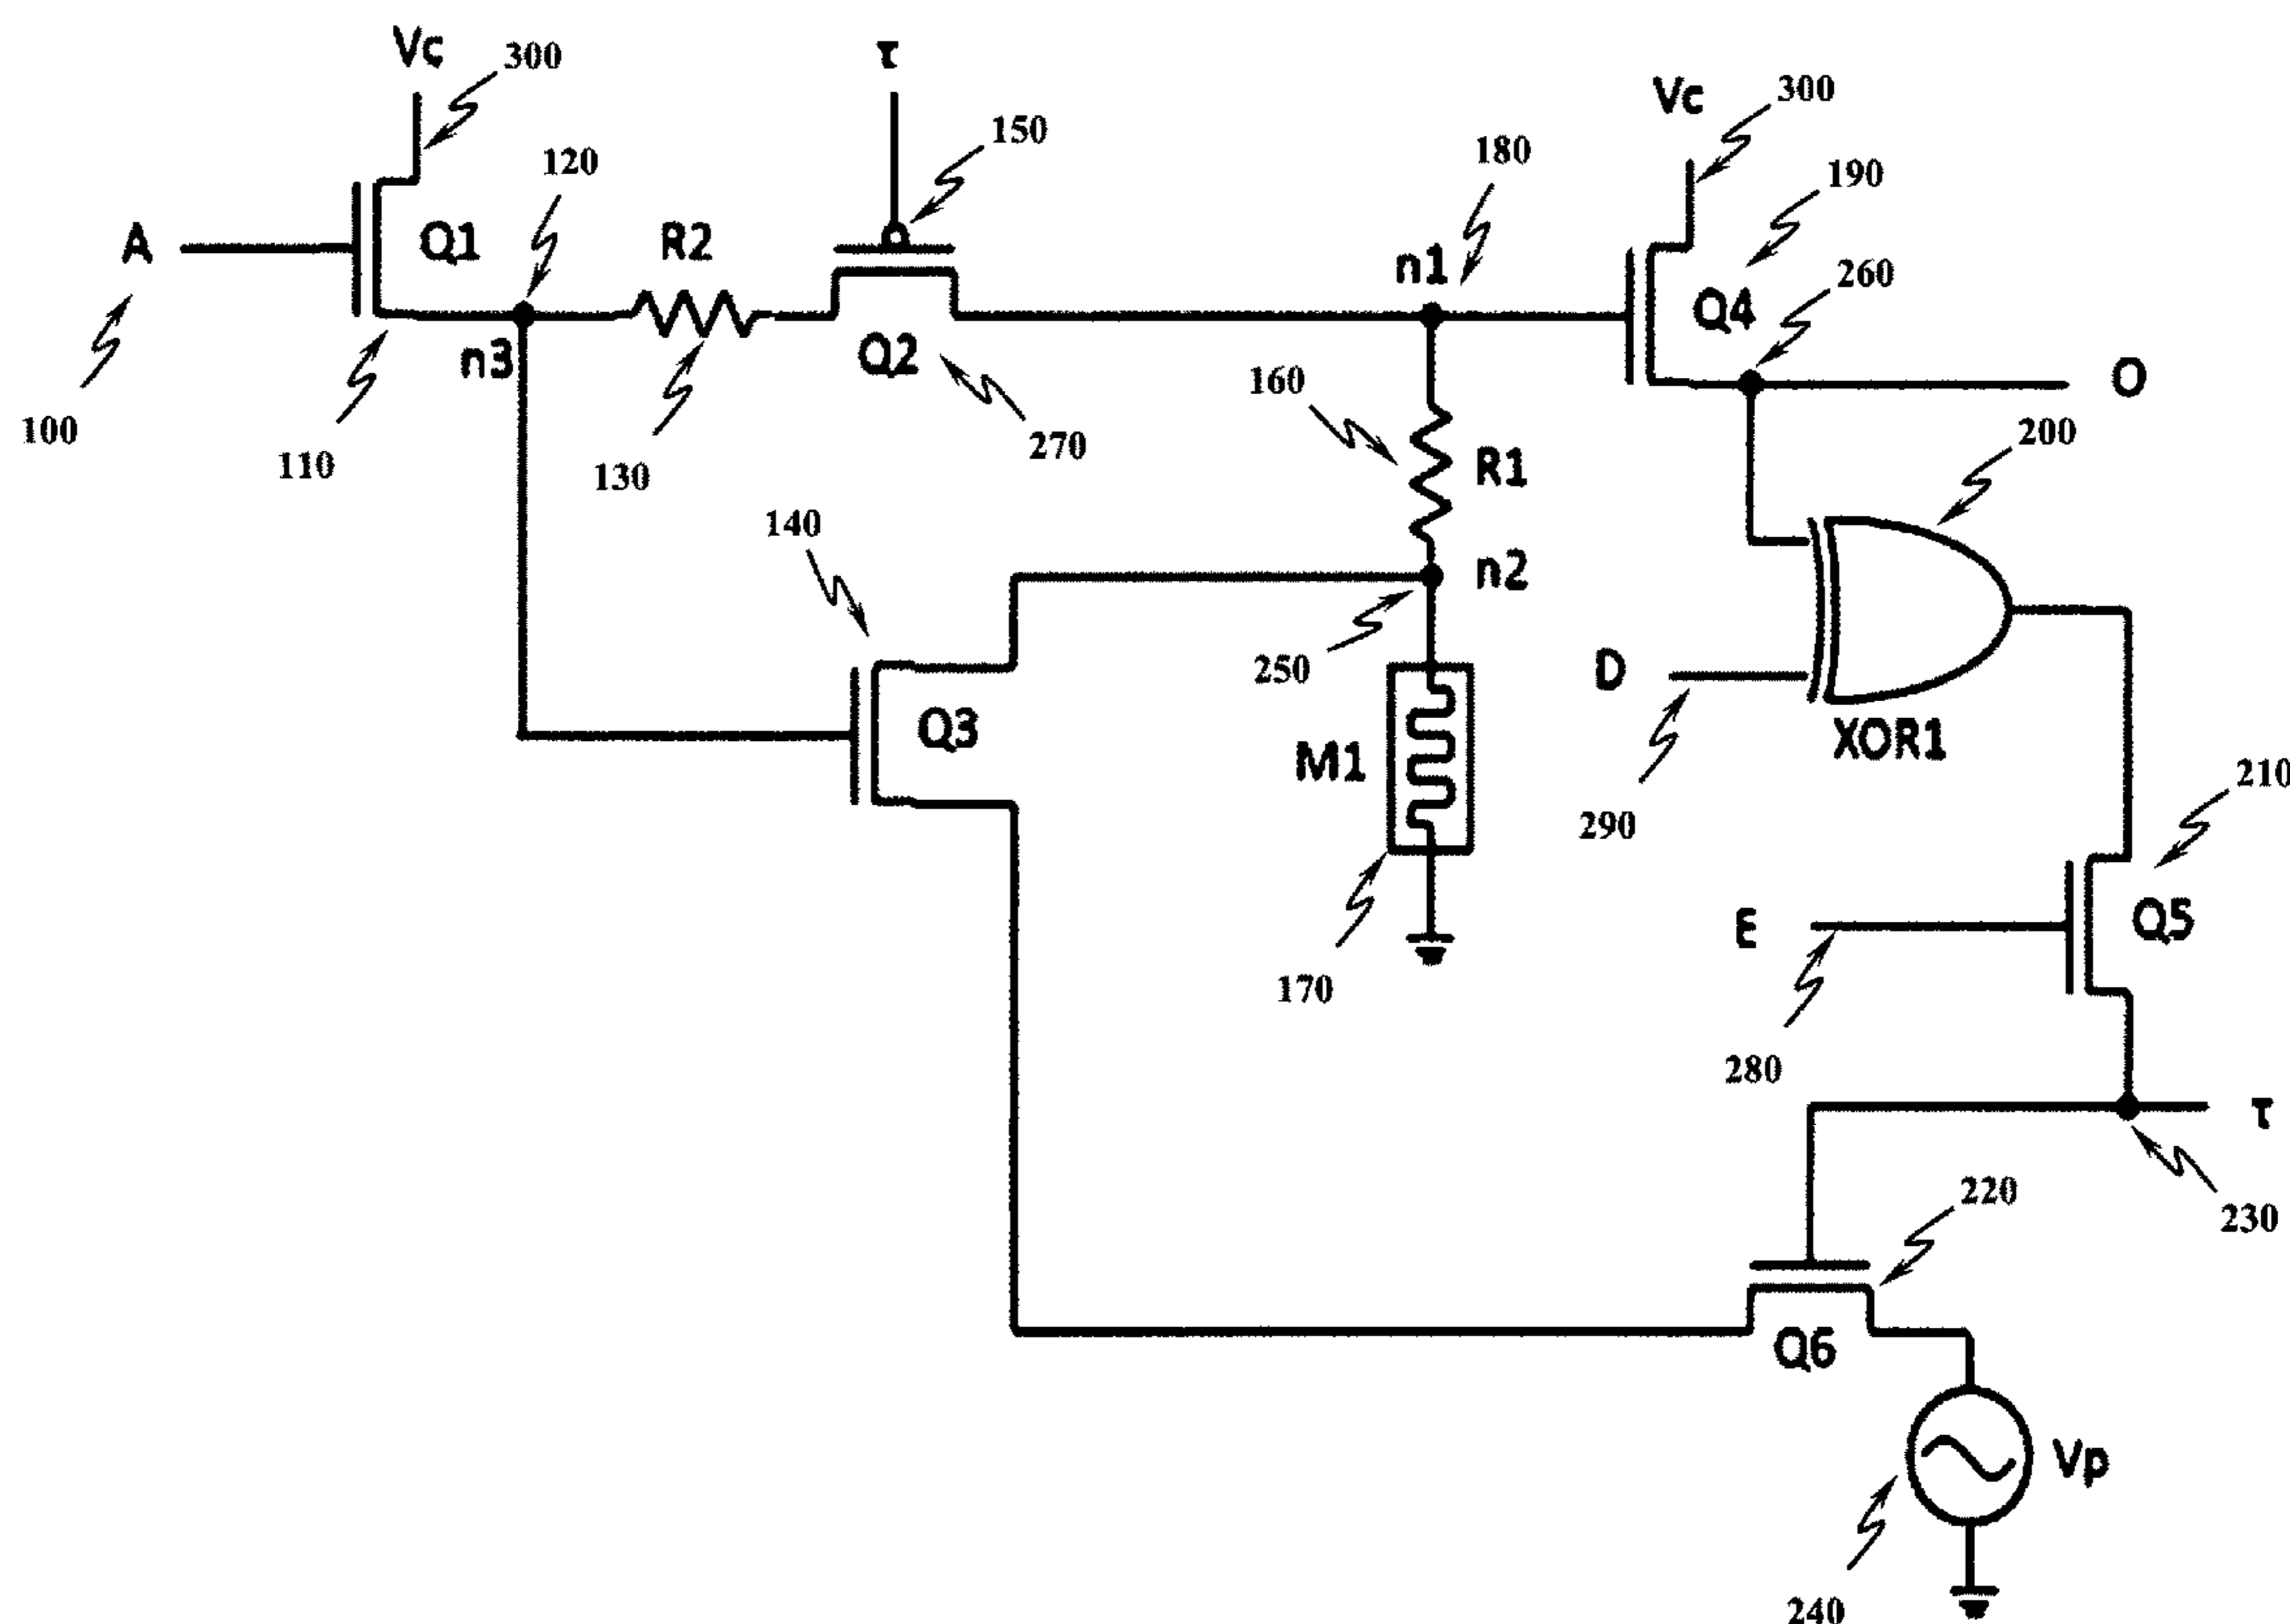 Vc
300
τ
Vc
300
150
180
120
190
A
Q1
R2
n1
260
Q4
n3
Q2
160
O
100
110
130
270
200
R1
140
n2
250
D
Q3
M1
XOR1
290
210
E
Q5
170
280
τ
220
230
Q6
Vp
240